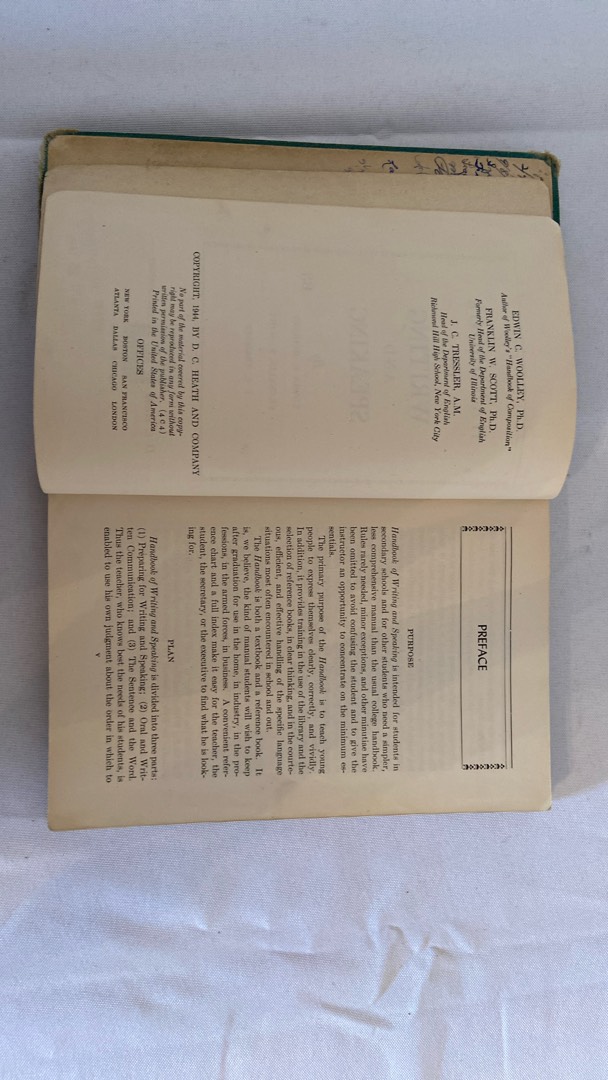 EDWIN C. WOOLLEY, Ph.D.
Author of Woolley's "Handbook of Composition"
FRANKLIN W. SCOTT, Ph.D.
Formerly Head of the Department of English
University of Illinois
J. C. TRESSLER, A.M.
Head of the Department of English
Richmond Hill High School, New York City
COPYRIGHT, 1944, BY D. C. HEATH AND COMPANY
No part of the material covered by this copy-
right may be reproduced in any form without
written permission of the publisher. (4 C 4)
Printed in the United States of America
OFFICES
NEW YORK BOSTON SAN FRANCISCO
ATLANTA DALLAS CHICAGO LONDON
PREFACE
PURPOSE
Handbook of Writing and Speaking is intended for students in
secondary schools and for other students who need a simpler,
less comprehensive manual than the usual college handbook.
Rules rarely needed, minor exceptions, and other minutiae have
been omitted to avoid confusing the student and to give the
instructor an opportunity to concentrate on the minimum es-
sentials.
The primary purpose of the Handbook is to teach young
people to express themselves clearly, correctly, and vividly.
In addition, it provides training in the use of the library and the
selection of reference books, in clear thinking, and in the courte-
ous, efficient, and effective handling of the specific language
situations most often encountered in school and out.
The Handbook is both a textbook and a reference book. It
is, we believe, the kind of manual students will wish to keep
after graduation for use in the home, in industry, in the pro-
fessions, in the armed forces, in business. A convenient refer-
ence chart and a full index make it easy for the teacher, the
student, the secretary, or the executive to find what he is look-
ing for.
PLAN
Handbook of Writing and Speaking is divided into three parts:
(1) Preparing for Writing and Speaking; (2) Oral and Writ-
ten Communication; and (3) The Sentence and the Word.
Thus the teacher, who knows best the needs of his students, is
enabled to use his own judgment about the order in which to
v